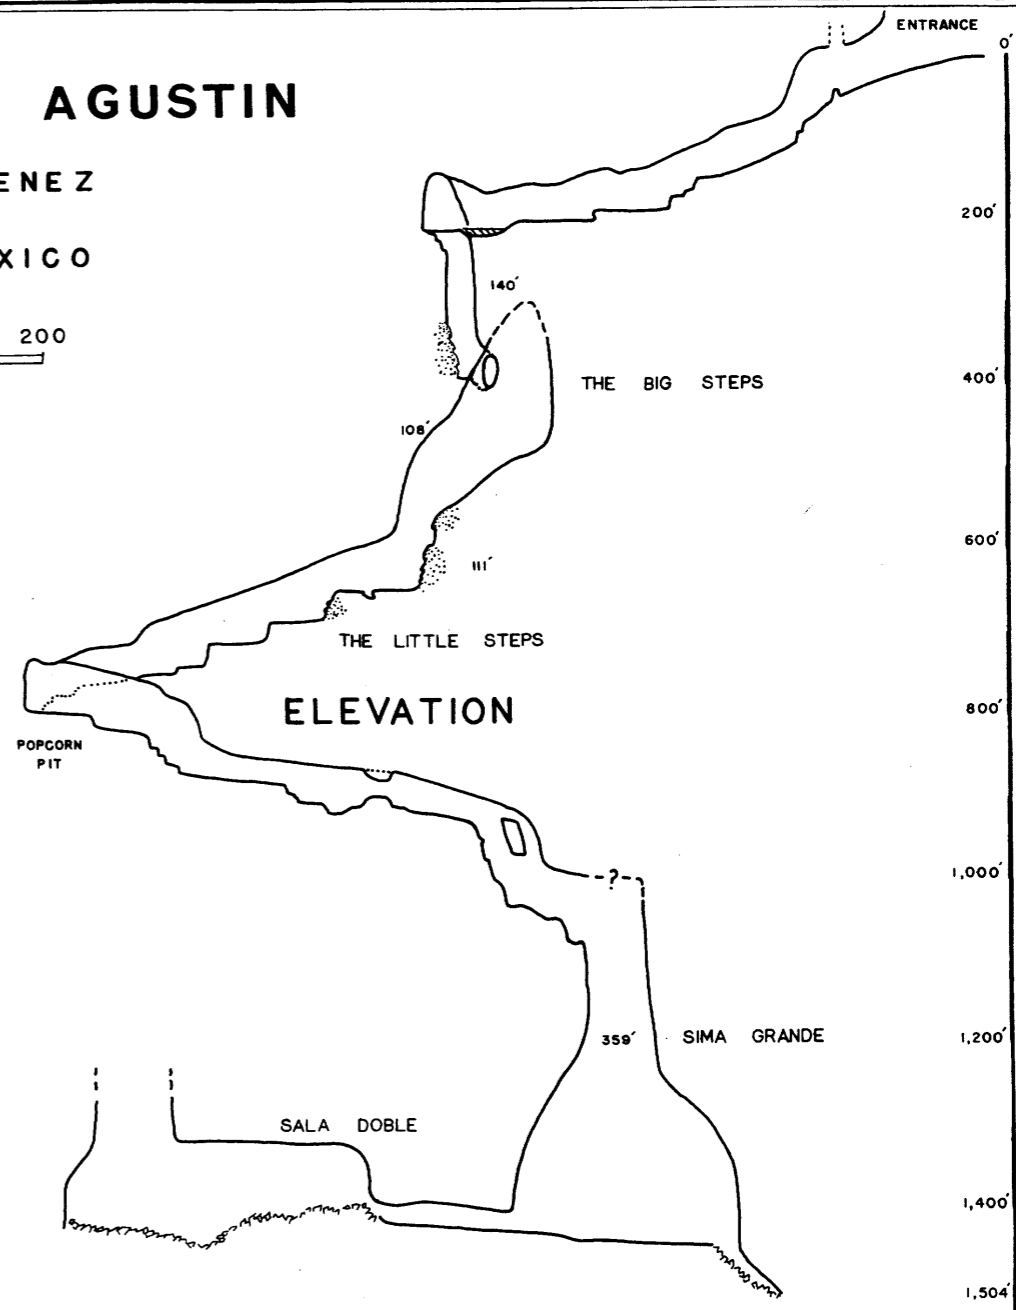 ENTRANCE
0'
AGUSTIN
ENEZ
200'
XICO
140'
200
400'
THE BIG STEPS
108'
600'
111'
THE LITTLE STEPS
ELEVATION
800'
POPCORN
PIT
1,000'
?
359'
SIMA GRANDE
1,200'
SALA DOBLE
1,400'
1,504'